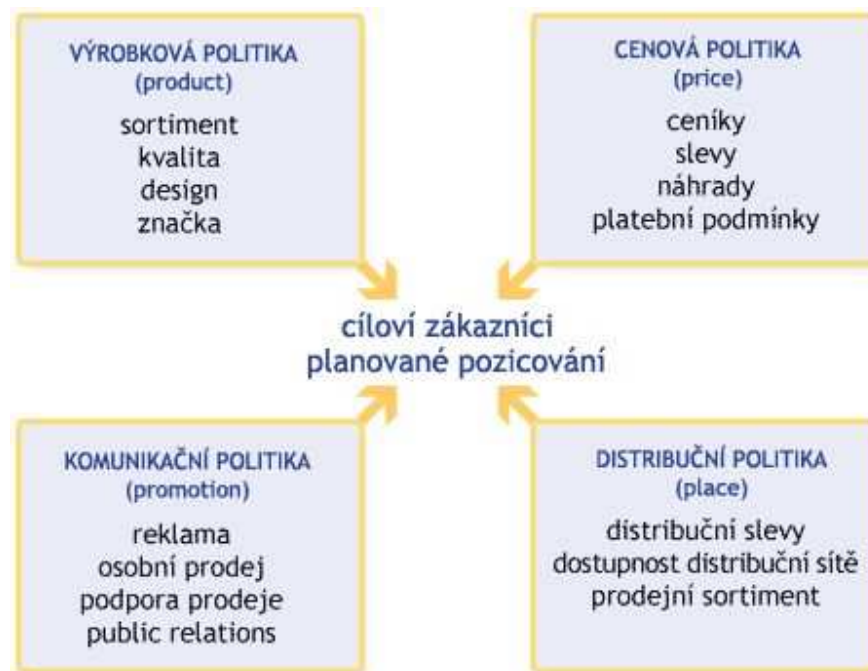 VÝROBKOVÁ POLITIKA
(product)
sortiment
kvalita
design
značka
CENOVÁ POLITIKA
(price)
ceníky
slevy
náhrady
platební podmínky
cíloví zákazníci
planované pozicování
KOMUNIKAČNÍ POLITIKA
(promotion)
reklama
osobní prodej
podpora prodeje
public relations
DISTRIBUČNÍ POLITIKA
(place)
distribuční slevy
dostupnost distribuční sítě
prodejní sortiment